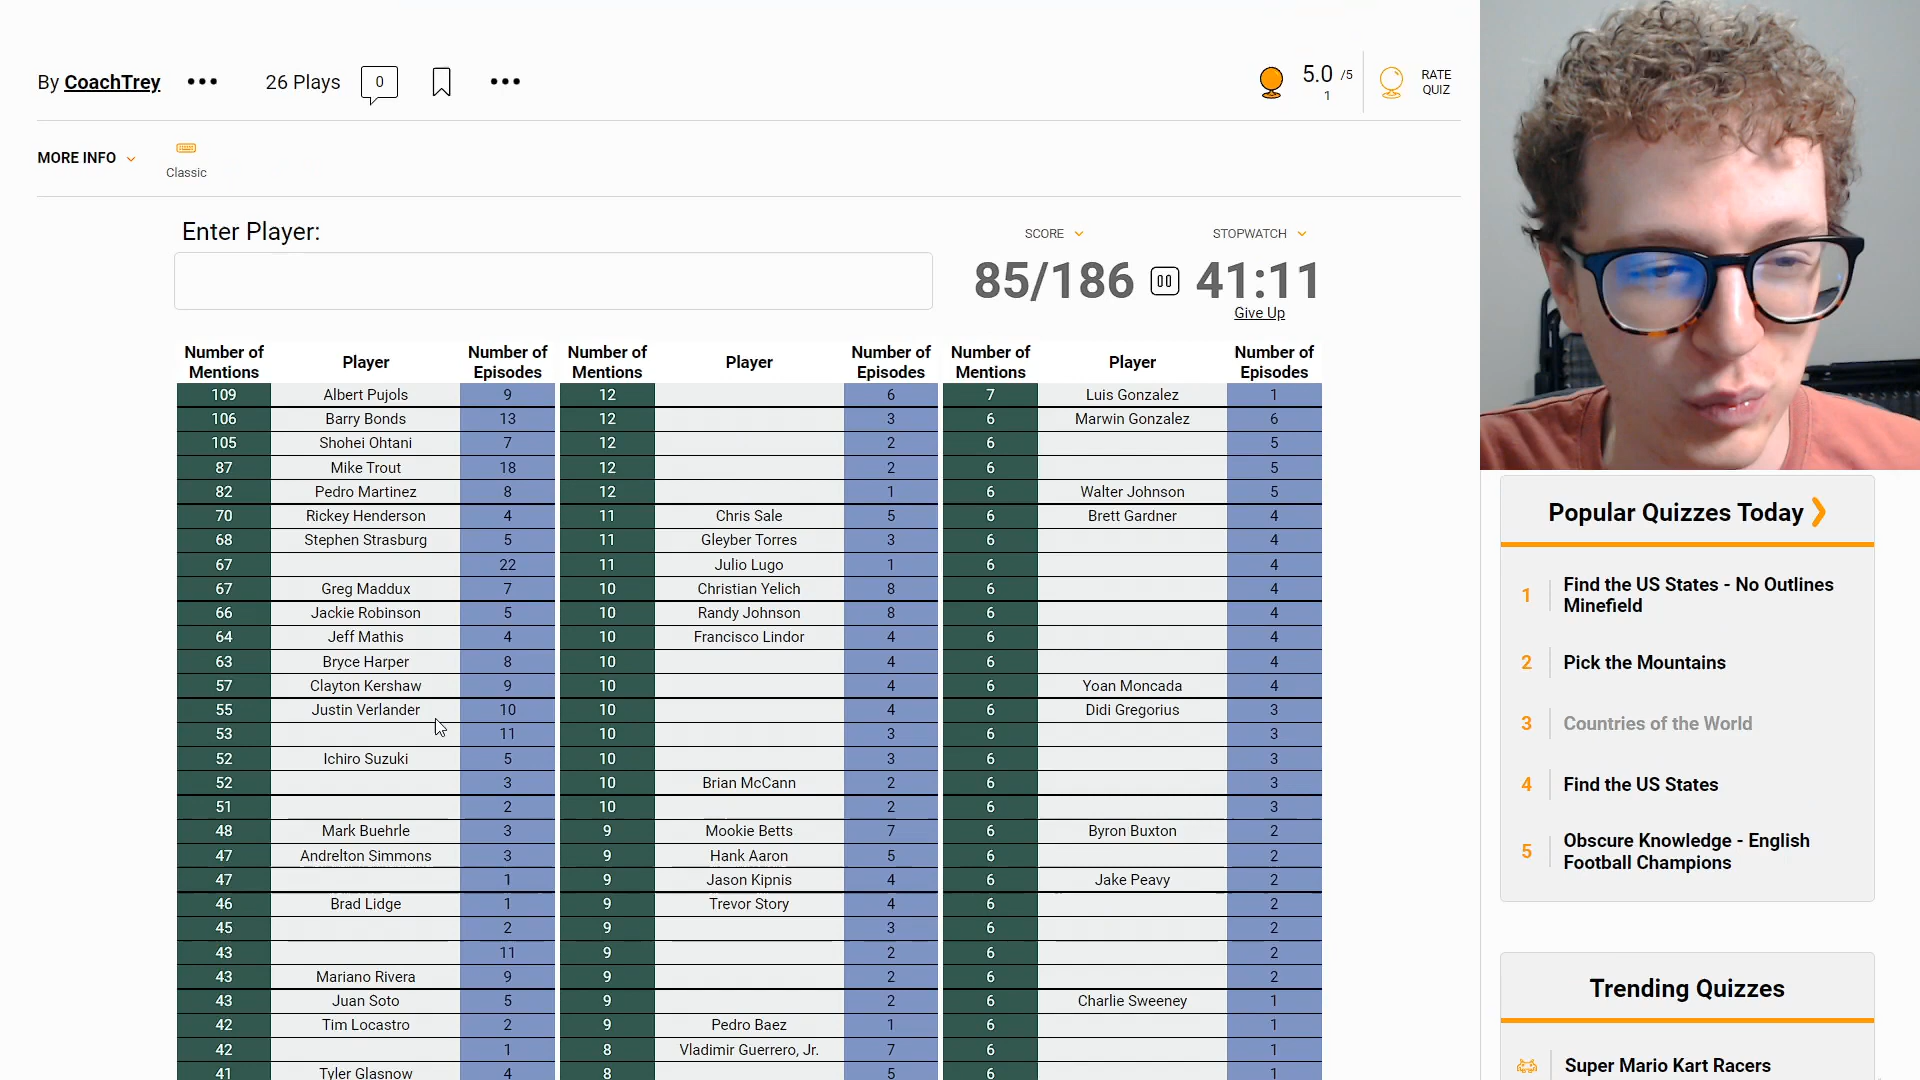 By CoachTrey ••• 26 Plays 0 •••
5.0 /5
1
RATE
QUIZ
MORE INFO
Classic
Enter Player:
SCORE STOPWATCH
85/186 41:11
Give Up
Number of Mentions Player Number of Episodes Number of Mentions Player Number of Episodes Number of Mentions Player Number of Episodes
109 Albert Pujols 9 12 6 7 Luis Gonzalez 1
106 Barry Bonds 13 12 3 6 Marwin Gonzalez 6
105 Shohei Ohtani 7 12 2 6 5
87 Mike Trout 18 12 2 6 5
82 Pedro Martinez 8 12 1 6 Walter Johnson 5
70 Rickey Henderson 4 11 Chris Sale 5 6 Brett Gardner 4
68 Stephen Strasburg 5 11 Gleyber Torres 3 6 4
67 22 11 Julio Lugo 1 6 4
67 Greg Maddux 7 10 Christian Yelich 8 6 4
66 Jackie Robinson 5 10 Randy Johnson 8 6 4
64 Jeff Mathis 4 10 Francisco Lindor 4 6 4
63 Bryce Harper 8 10 4 6 4
57 Clayton Kershaw 9 10 4 6 Yoan Moncada 4
55 Justin Verlander 10 10 4 6 Didi Gregorius 3
53 11 10 3 6 3
52 Ichiro Suzuki 5 10 3 6 3
52 3 10 Brian McCann 2 6 3
51 2 10 2 6 3
48 Mark Buehrle 3 9 Mookie Betts 7 6 Byron Buxton 2
47 Andrelton Simmons 3 9 Hank Aaron 5 6 2
47 1 9 Jason Kipnis 4 6 Jake Peavy 2
46 Brad Lidge 1 9 Trevor Story 4 6 2
45 2 9 3 6 2
43 11 9 2 6 2
43 Mariano Rivera 9 9 2 6 2
43 Juan Soto 5 9 2 6 Charlie Sweeney 1
42 Tim Locastro 2 9 Pedro Baez 1 6 1
42 1 8 Vladimir Guerrero, Jr. 7 6 1
41 Tyler Glasnow 4 8 5 6 1
Popular Quizzes Today
1 Find the US States - No Outlines
Minefield
2 Pick the Mountains
3 Countries of the World
4 Find the US States
5 Obscure Knowledge - English
Football Champions
Trending Quizzes
Super Mario Kart Racers